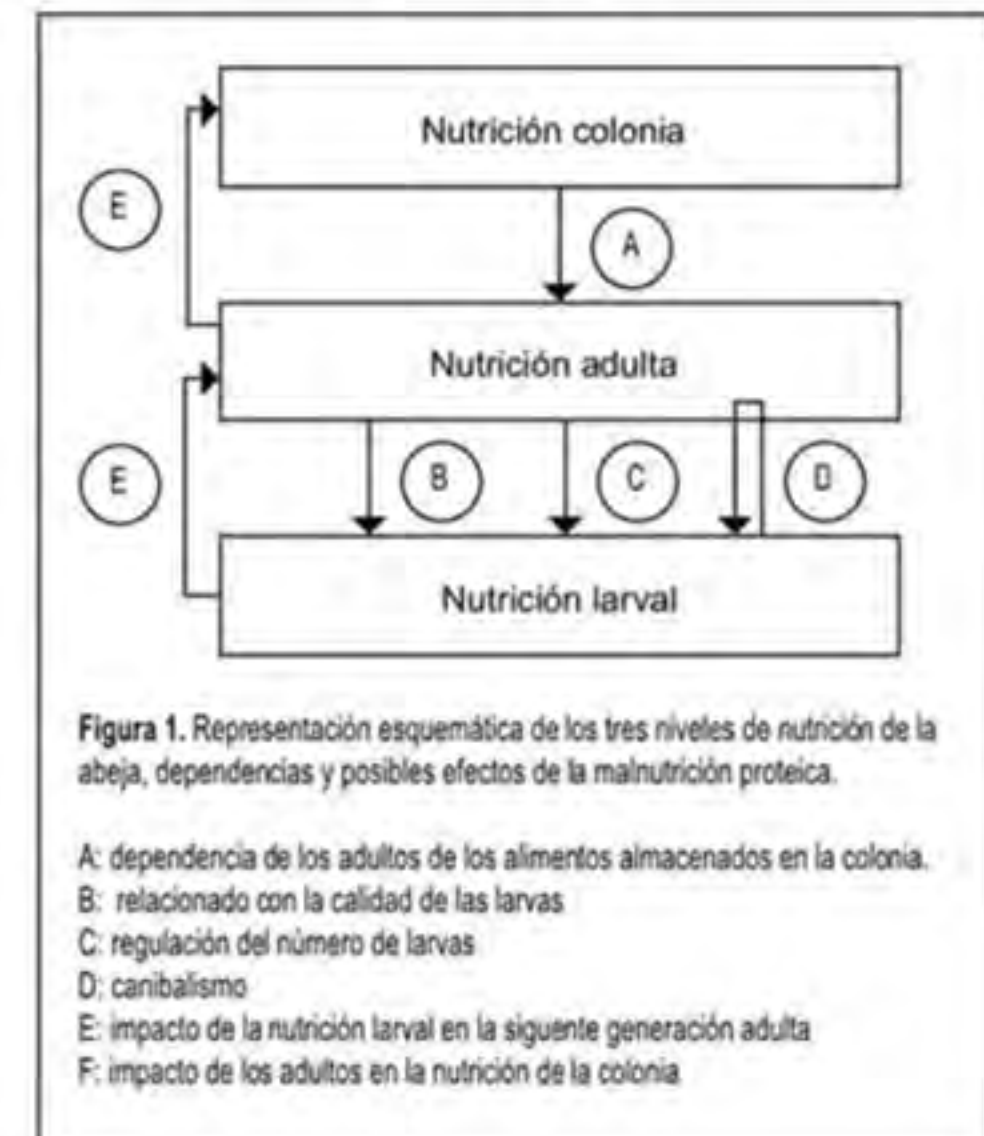 Nutrición colonia
E
A
Nutrición adulta
E
B
C
D
Nutrición larval
Figura 1. Representación esquemática de los tres niveles de nutrición de la
abeja, dependencias y posibles efectos de la malnutrición proteica.
A: dependencia de los adultos de los alimentos almacenados en la colonia.
B: relacionado con la calidad de las larvas
C: regulación del número de larvas
D: canibalismo
E: impacto de la nutrición larval en la siguente generación adulta
F: impacto de los adultos en la nutrición de la colonia